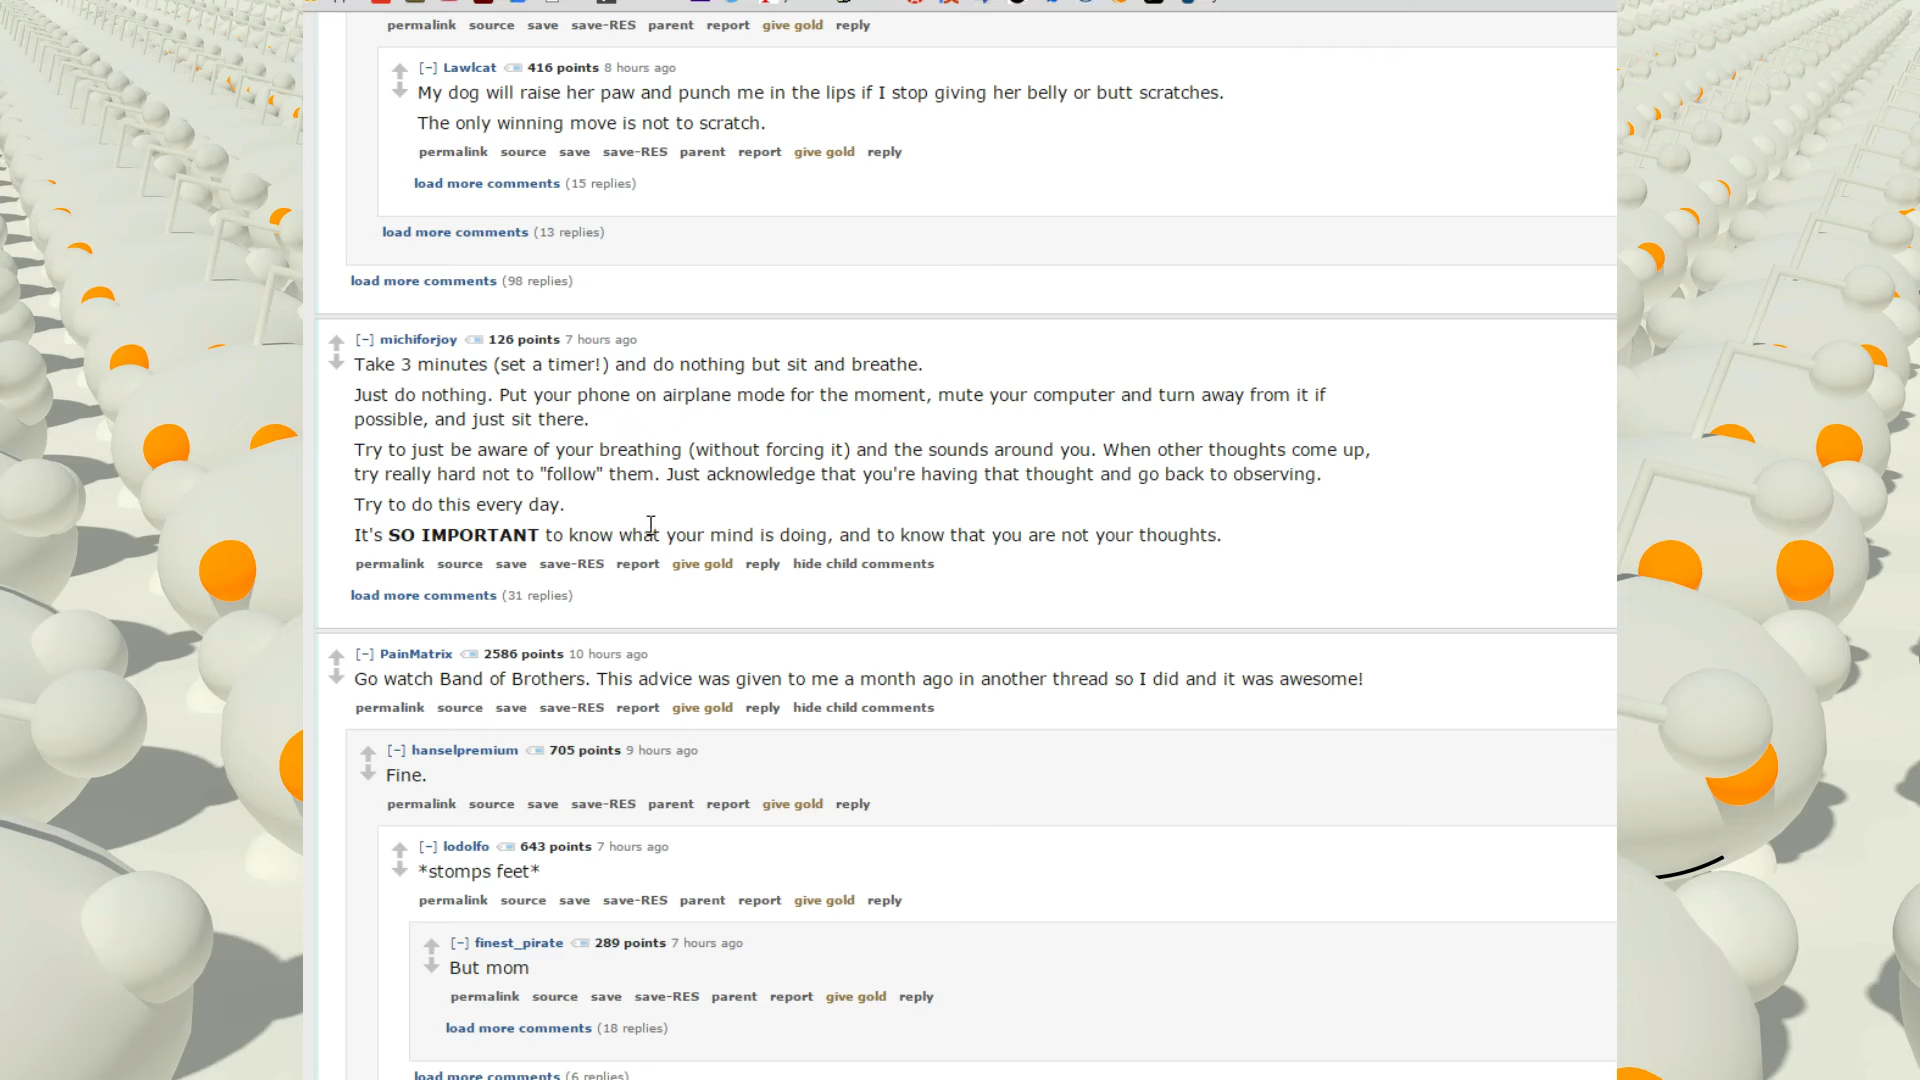 permalink source save save-RES parent report give gold reply
[-] Lawlcat 416 points 8 hours ago
My dog will raise her paw and punch me in the lips if I stop giving her belly or butt scratches.
The only winning move is not to scratch.
permalink source save save-RES parent report give gold reply
load more comments (15 replies)
load more comments (13 replies)
load more comments (98 replies)
[-] michiforjoy 126 points 7 hours ago
Take 3 minutes (set a timer!) and do nothing but sit and breathe.
Just do nothing. Put your phone on airplane mode for the moment, mute your computer and turn away from it if
possible, and just sit there.
Try to just be aware of your breathing (without forcing it) and the sounds around you. When other thoughts come up,
try really hard not to "follow" them. Just acknowledge that you're having that thought and go back to observing.
Try to do this every day.
It's SO IMPORTANT to know what your mind is doing, and to know that you are not your thoughts.
permalink source save save-RES report give gold reply hide child comments
load more comments (31 replies)
[-] PainMatrix 2586 points 10 hours ago
Go watch Band of Brothers. This advice was given to me a month ago in another thread so I did and it was awesome!
permalink source save save-RES report give gold reply hide child comments
[-] hanselpremium 705 points 9 hours ago
Fine.
permalink source save save-RES parent report give gold reply
[-] lodolfo 643 points 7 hours ago
*stomps feet*
permalink source save save-RES parent report give gold reply
[-] finest_pirate 289 points 7 hours ago
But mom
permalink source save save-RES parent report give gold reply
load more comments (18 replies)
load more comments (6 replies)